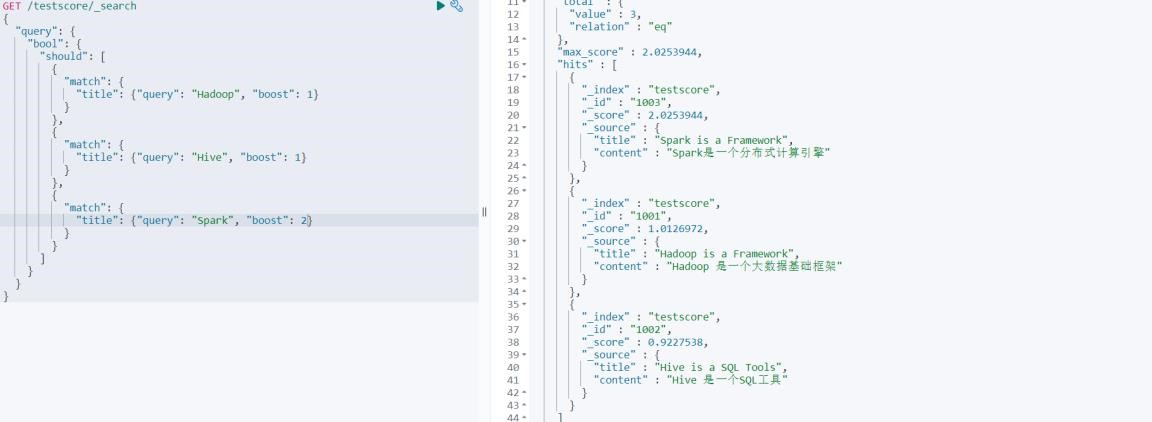 GET /testscore/_search
{
  "query": {
    "bool": {
      "should": [
        {
          "match": {
            "title": {"query": "Hadoop", "boost": 1}
          }
        },
        {
          "match": {
            "title": {"query": "Hive", "boost": 1}
          }
        },
        {
          "match": {
            "title": {"query": "Spark", "boost": 2}
          }
        }
      ]
    }
  }
}
11 "total" : {
12 "value" : 3,
13 "relation" : "eq"
14 },
15 "max_score" : 2.0253944,
16 "hits" : [
17 {
18 "_index" : "testscore",
19 "_id" : "1003",
20 "_score" : 2.0253944,
21 "_source" : {
22 "title" : "Spark is a Framework",
23 "content" : "Spark是一个分布式计算引擎"
24 }
25 },
26 {
27 "_index" : "testscore",
28 "_id" : "1001",
29 "_score" : 1.0126972,
30 "_source" : {
31 "title" : "Hadoop is a Framework",
32 "content" : "Hadoop 是一个大数据基础框架"
33 }
34 },
35 {
36 "_index" : "testscore",
37 "_id" : "1002",
38 "_score" : 0.9227538,
39 "_source" : {
40 "title" : "Hive is a SQL Tools",
41 "content" : "Hive 是一个SQL工具"
42 }
43 }
44 ]